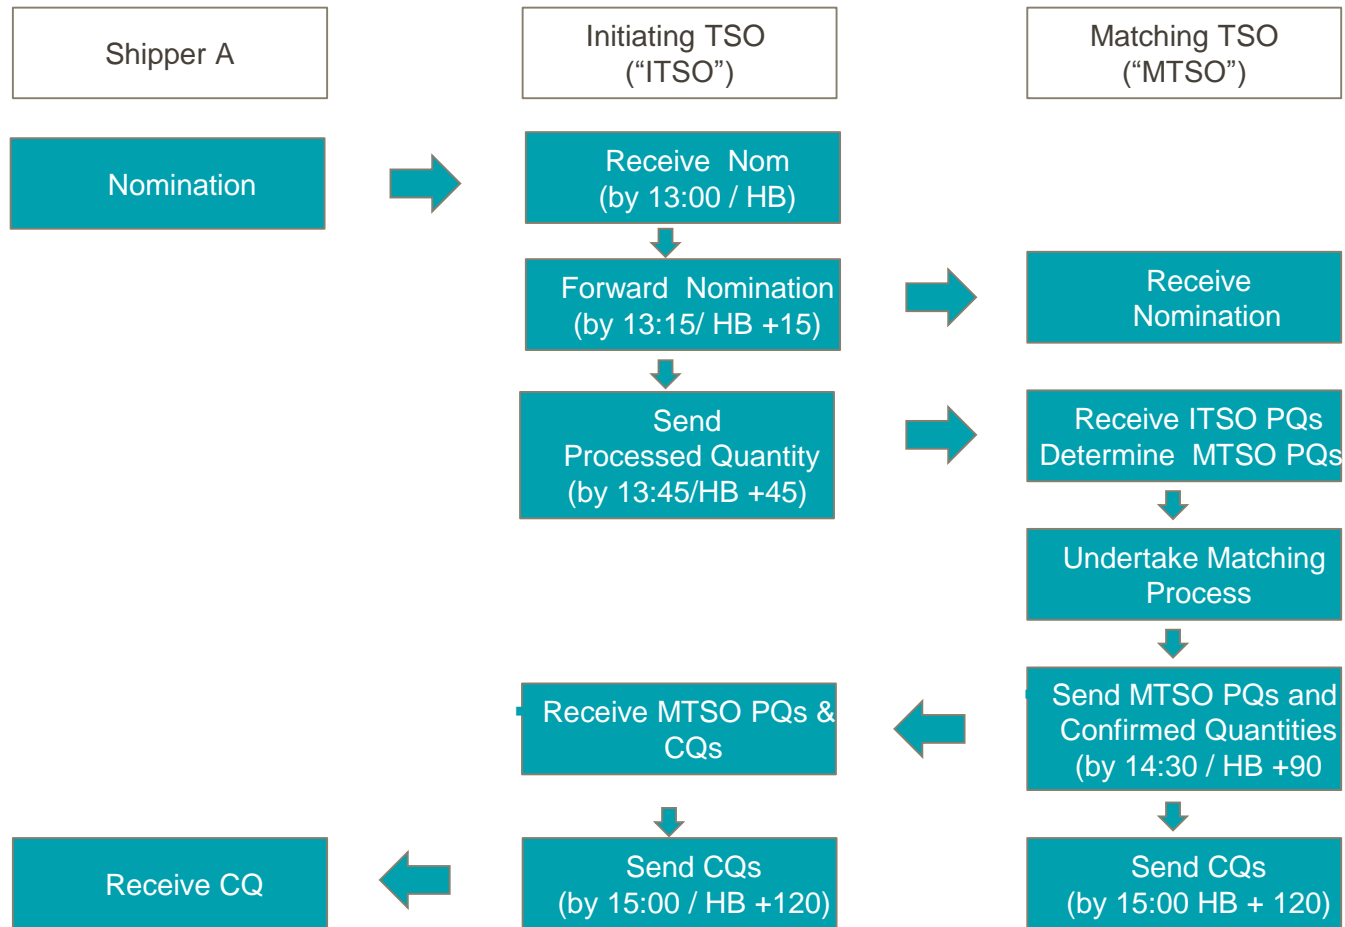 Shipper A
Initiating TSO
(“ITSO”)
Matching TSO
(“MTSO”)
Nomination
Receive Nom
(by 13:00 / HB)
Forward Nomination
(by 13:15/ HB +15)
Receive
Nomination
Send
Processed Quantity
(by 13:45/HB +45)
Receive ITSO PQs
Determine MTSO PQs
Undertake Matching
Process
Send MTSO PQs and
Confirmed Quantities
(by 14:30 / HB +90
Receive MTSO PQs &
CQs
Receive CQ
Send CQs
(by 15:00 / HB +120)
Send CQs
(by 15:00 HB + 120)